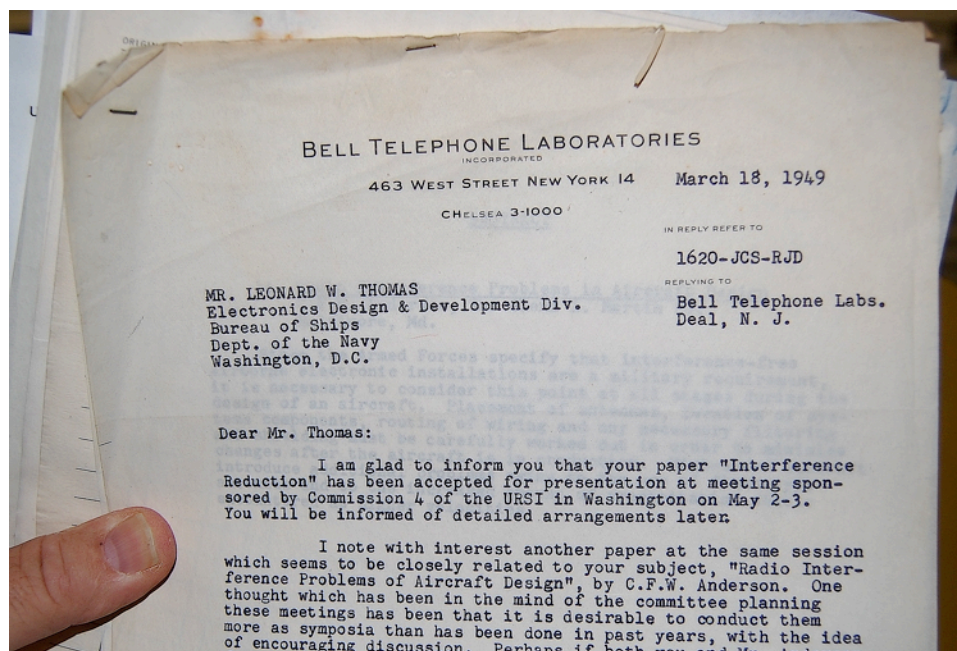 ORIGIN
BELL TELEPHONE LABORATORIES
INCORPORATED
463 WEST STREET NEW YORK 14
March 18, 1949
CHELSEA 3-1000
IN REPLY REFER TO
1620-JCS-RJD
REPLYING TO
MR. LEONARD W. THOMAS
Electronics Design & Development Div.
Bell Telephone Labs.
Bureau of Ships
Deal, N. J.
Dept. of the Navy
Washington, D.C.
Dear Mr. Thomas:
I am glad to inform you that your paper "Interference
Reduction" has been accepted for presentation at meeting spon-
sored by Commission 4 of the URSI in Washington on May 2-3.
You will be informed of detailed arrangements later.
I note with interest another paper at the same session
which seems to be closely related to your subject, "Radio Inter-
ference Problems of Aircraft Design", by C.F.W. Anderson. One
thought which has been in the mind of the committee planning
these meetings has been that it is desirable to conduct them
more as symposia than has been done in past years, with the idea
of encouraging discussion. Perhaps if both you and